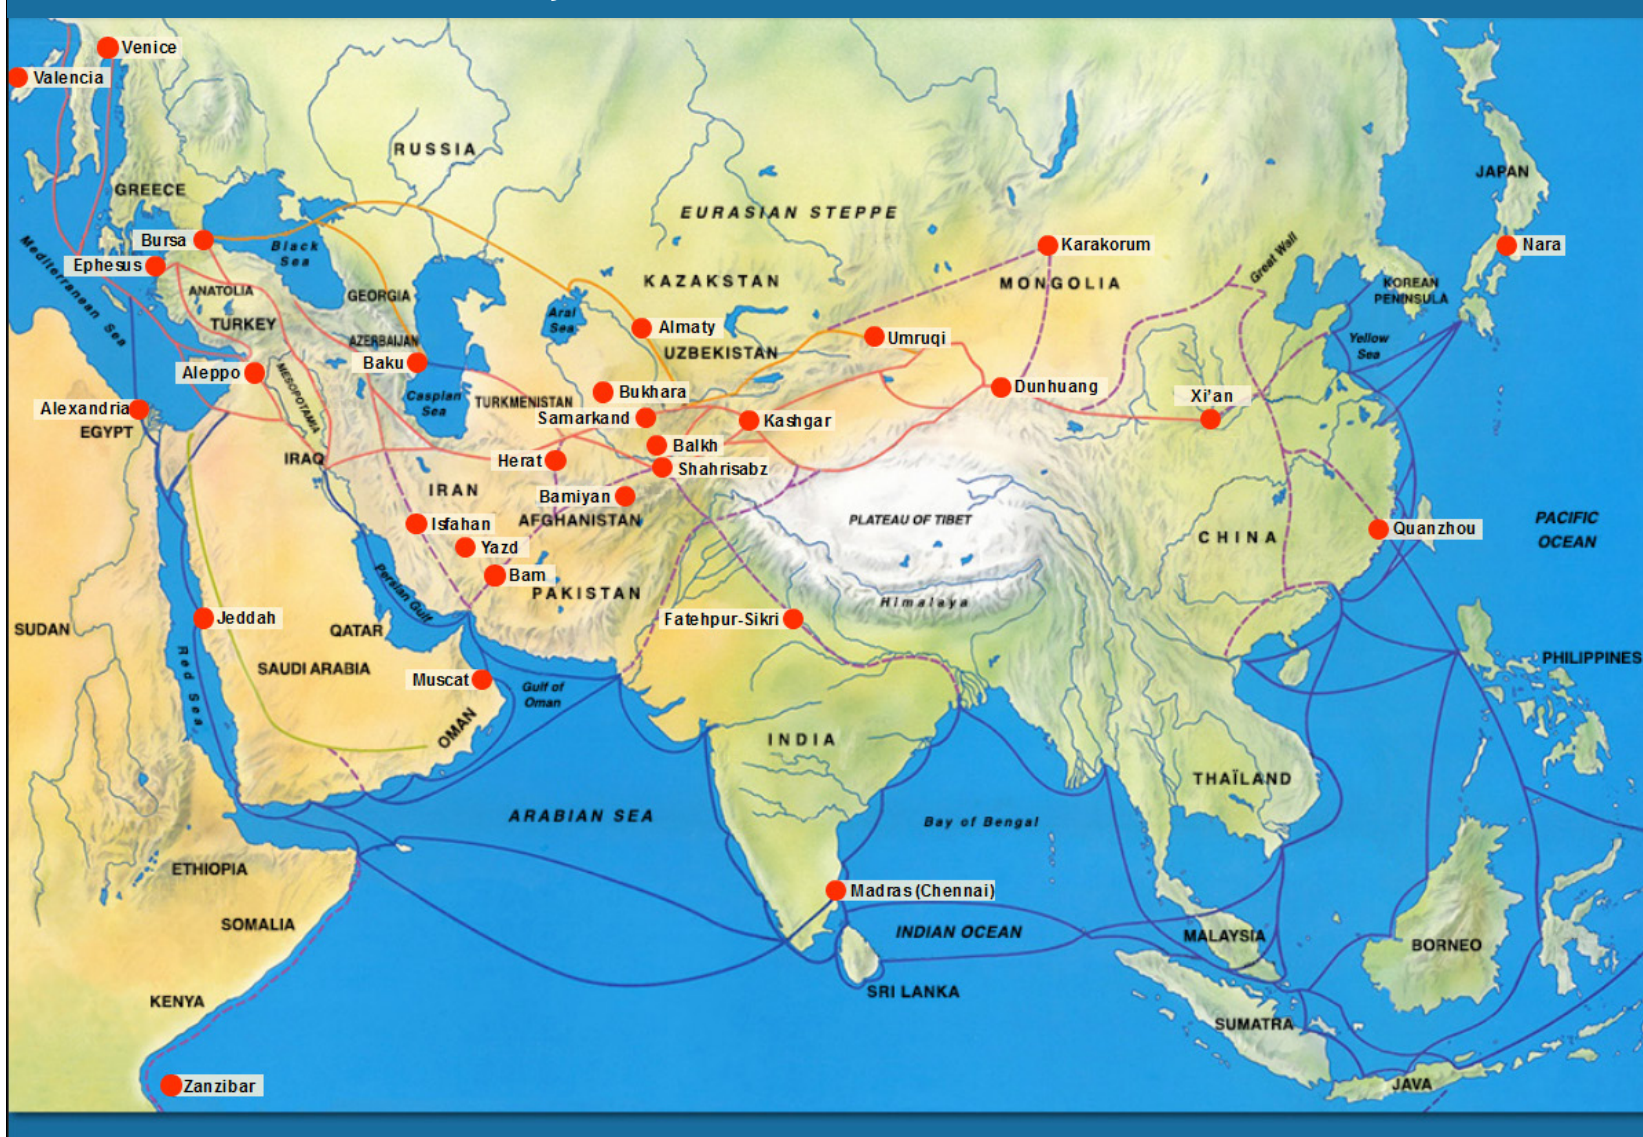 Venice
Valencia
RUSSIA
JAPAN
GREECE
EURASIAN STEPPE
Bursa
Black
Sea
Karakorum
Great Wall
Nara
Mediterranean Sea
Ephesus
ANATOLIA
GEORGIA
KAZAKSTAN
MONGOLIA
KOREAN
PENINSULA
TURKEY
Aral
Sea
Almaty
AZERBAIJAN
UZBEKISTAN
Umruqi
Yellow
Sea
Baku
Aleppo
MESOPOTAMIA
Caspian
Sea
TURKMENISTAN
Bukhara
Dunhuang
Xi'an
Alexandria
EGYPT
Samarkand
Kashgar
Balkh
IRAQ
Herat
Shahrisabz
IRAN
Bamiyan
AFGHANISTAN
PLATEAU OF TIBET
Isfahan
CHINA
Quanzhou
PACIFIC
OCEAN
Yazd
Bam
PAKISTAN
Persian Gulf
Himalaya
Jeddah
SUDAN
QATAR
Fatehpur-Sikri
Red Sea
SAUDI ARABIA
Muscat
Gulf of
Oman
PHILIPPINES
OMAN
INDIA
THAÏLAND
ARABIAN SEA
Bay of Bengal
ETHIOPIA
Madras (Chennai)
SOMALIA
INDIAN OCEAN
MALAYSIA
BORNEO
KENYA
SRI LANKA
SUMATRA
Zanzibar
JAVA